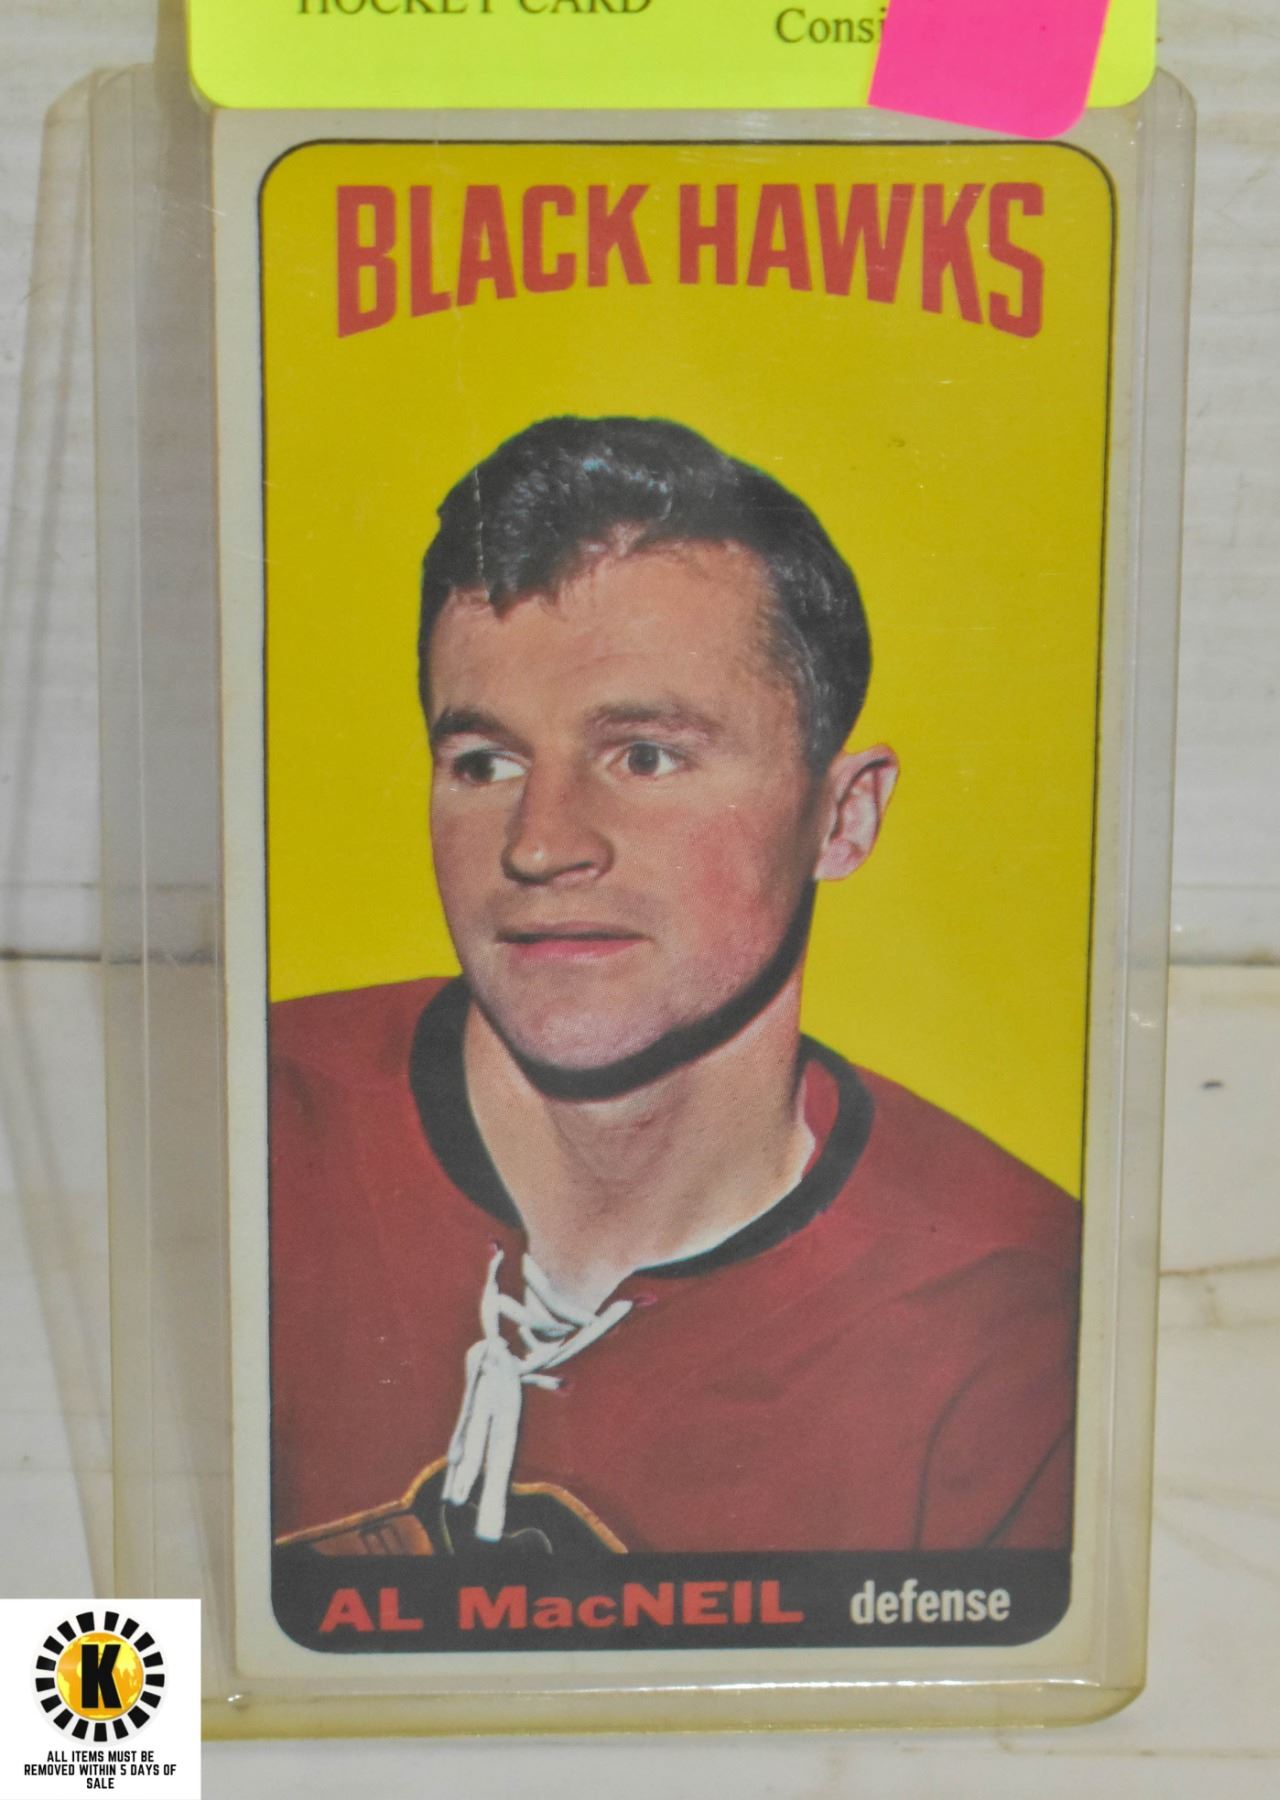 HOCKEY CARD
Consi
BLACK HAWKS
AL MacNEIL defense
K
ALL ITEMS MUST BE
REMOVED WITHIN 5 DAYS OF
SALE